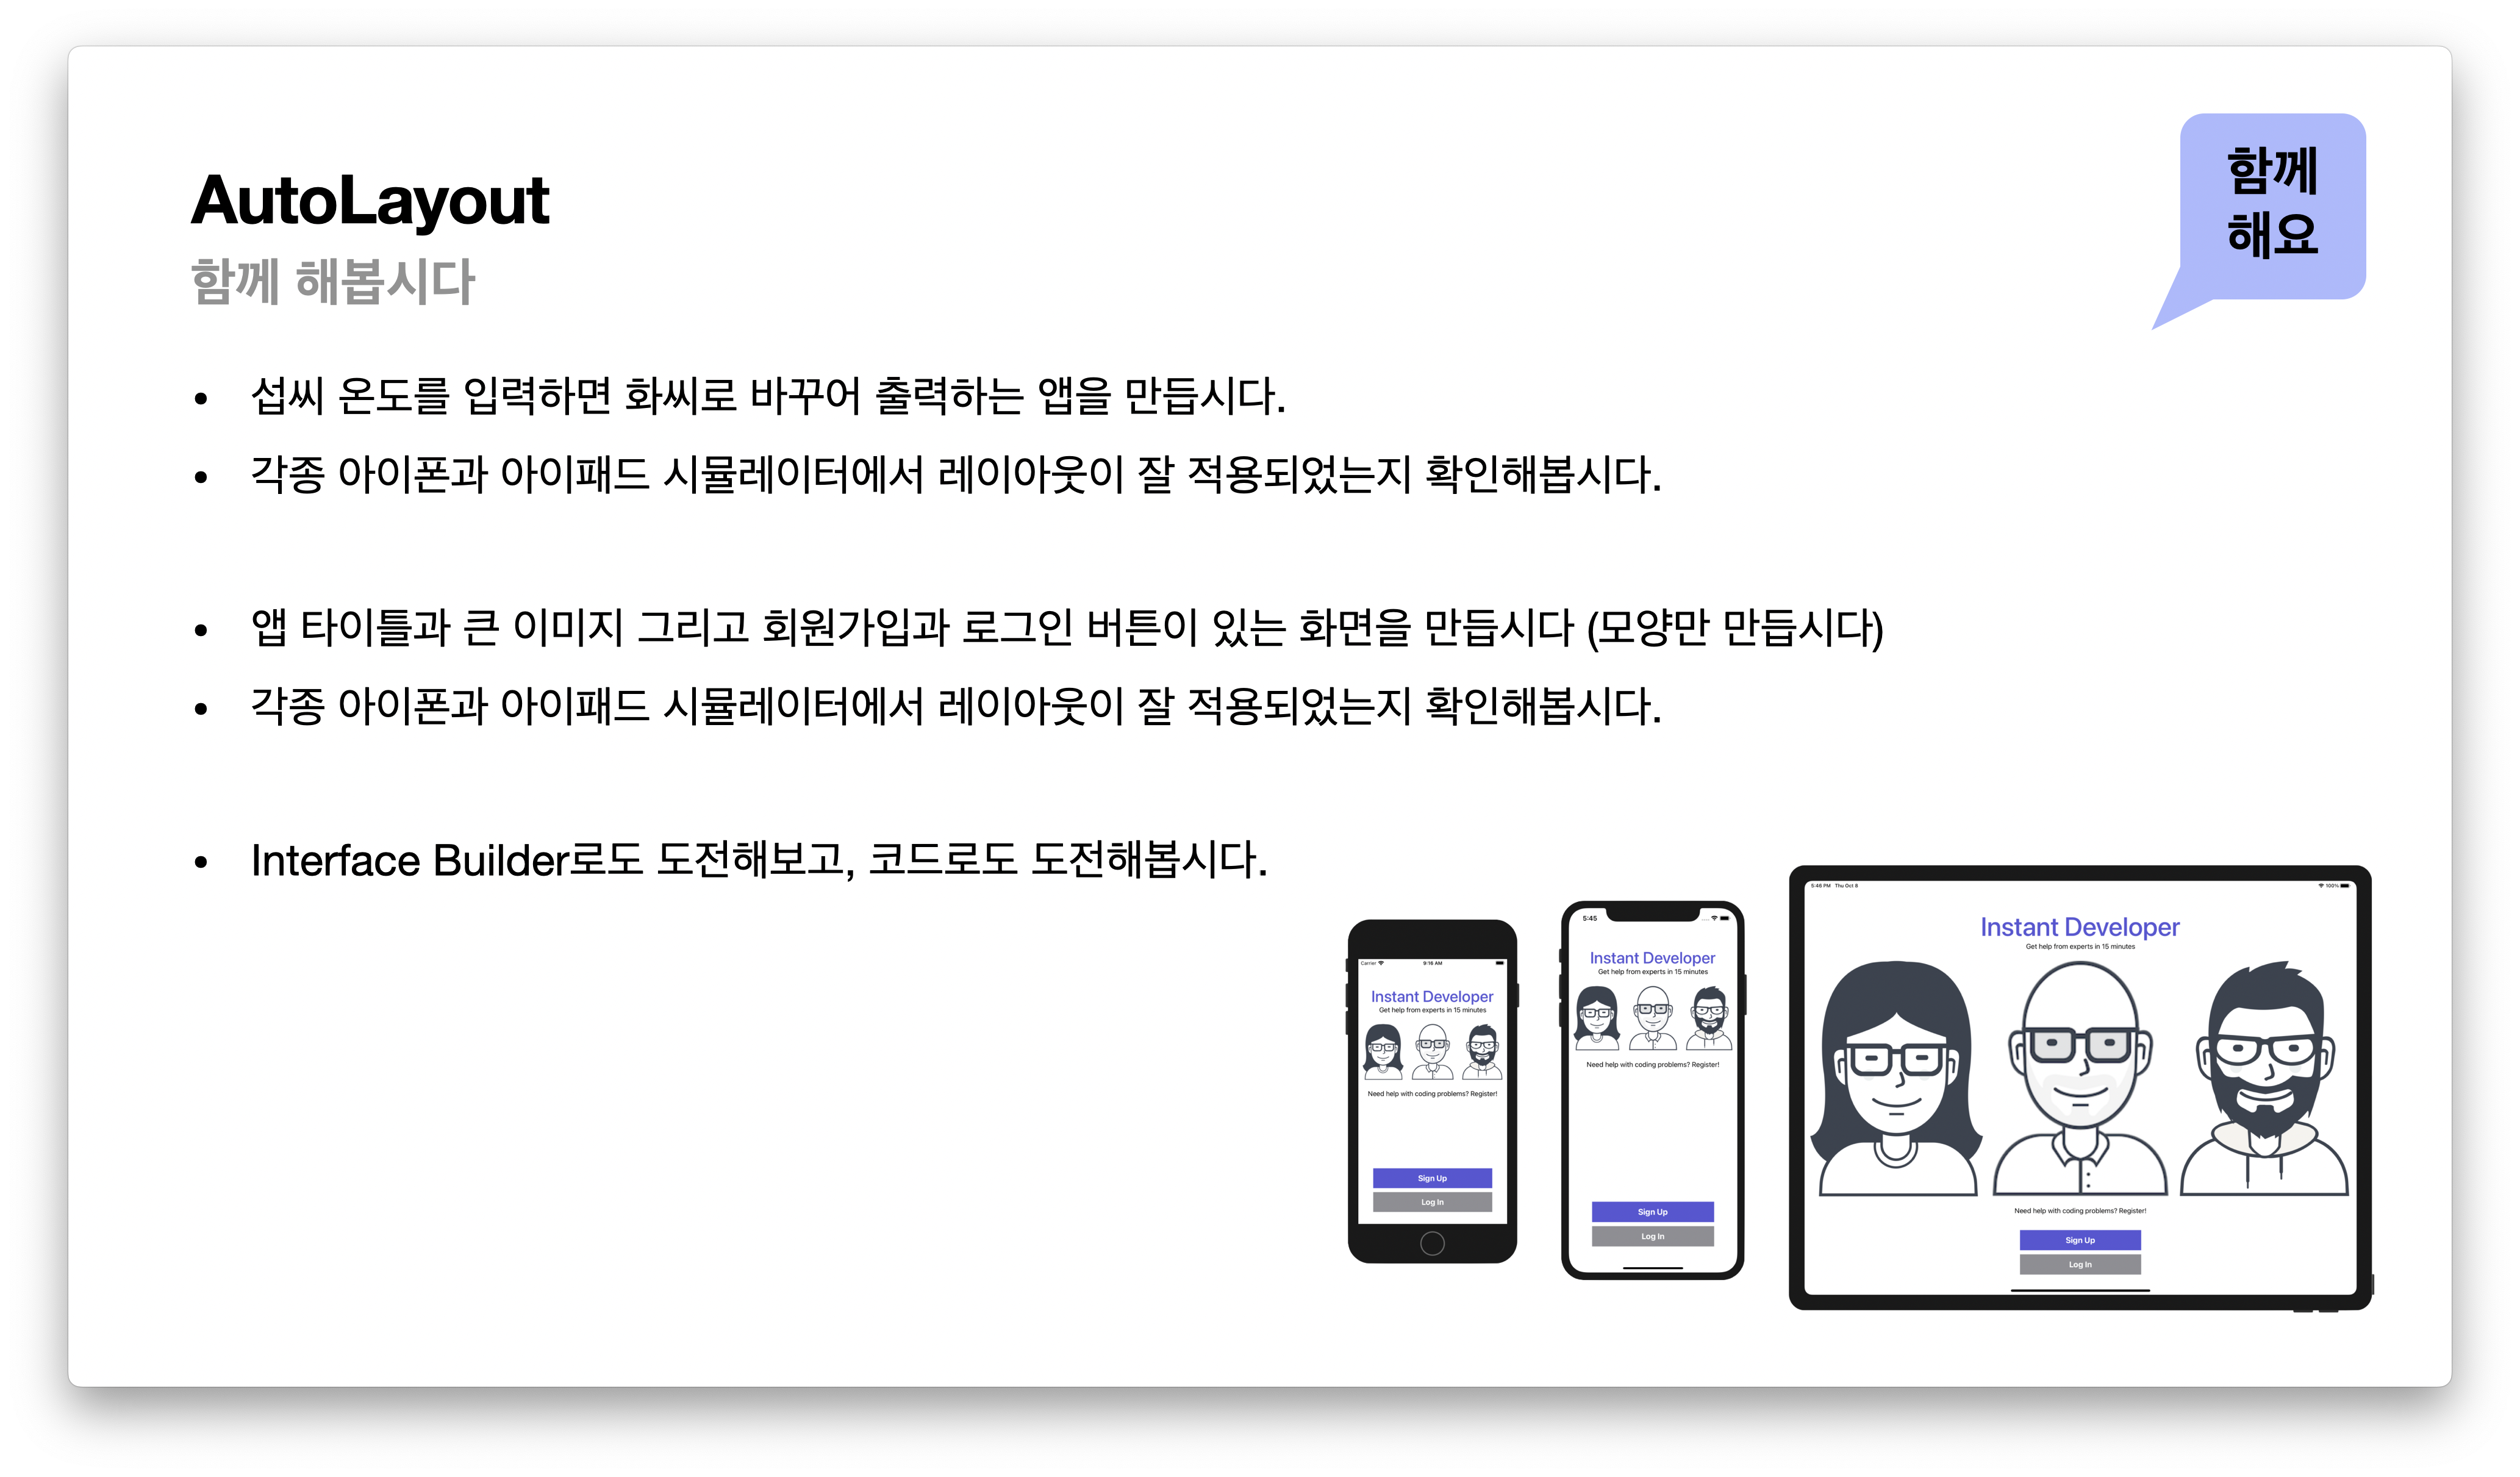 AutoLayout
함께 해봅시다
함께
해요
• 섭씨 온도를 입력하면 화씨로 바꾸어 출력하는 앱을 만듭시다.
• 각종 아이폰과 아이패드 시뮬레이터에서 레이아웃이 잘 적용되었는지 확인해봅시다.
• 앱 타이틀과 큰 이미지 그리고 회원가입과 로그인 버튼이 있는 화면을 만듭시다 (모양만 만듭시다)
• 각종 아이폰과 아이패드 시뮬레이터에서 레이아웃이 잘 적용되었는지 확인해봅시다.
• Interface Builder로도 도전해보고, 코드로도 도전해봅시다.
Carrier 9:16 AM
Instant Developer
Get help from experts in 15 minutes
Need help with coding problems? Register!
Sign Up
Log In
5:45
Instant Developer
Get help from experts in 15 minutes
Need help with coding problems? Register!
Sign Up
Log In
5:46 PM Thu Oct 8 100%
Instant Developer
Get help from experts in 15 minutes
Need help with coding problems? Register!
Sign Up
Log In